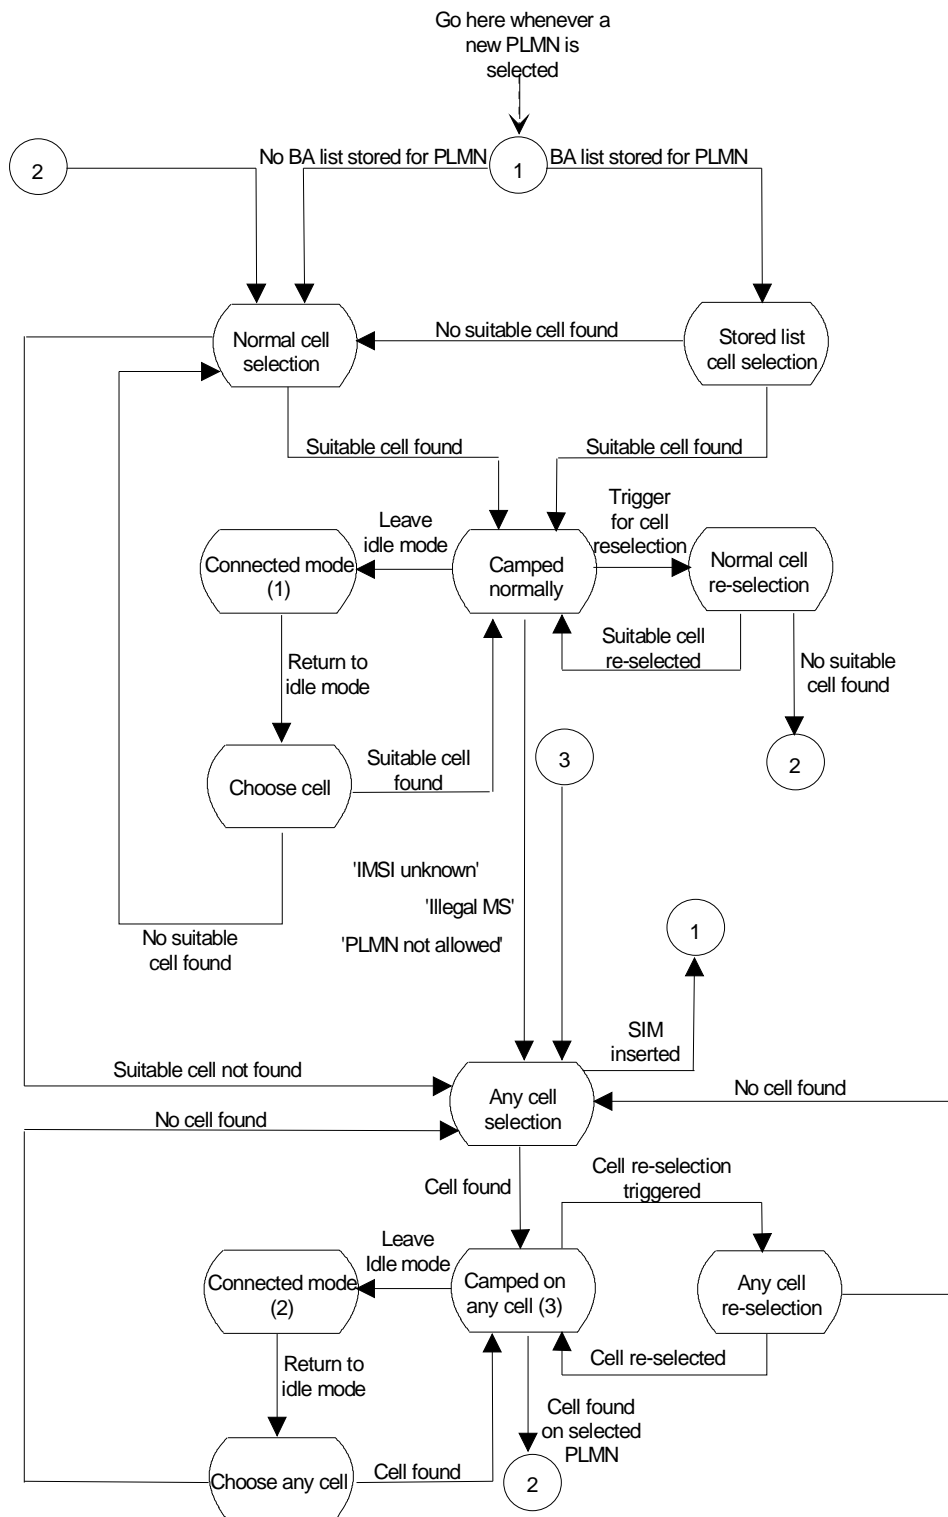 Go here whenever a
new PLMN is
selected
2
No BA list stored for PLMN
1
BA list stored for PLMN
Normal cell
selection
No suitable cell found
Stored list
cell selection
Suitable cell found
Suitable cell found
Leave
idle mode
Trigger
for cell
reselection
Connected mode
(1)
Camped
normally
Normal cell
re-selection
Suitable cell
re-selected
Return to
idle mode
No suitable
cell found
Choose cell
Suitable cell
found
3
2
'IMSI unknown'
'Illegal MS'
'PLMN not allowed'
No suitable
cell found
1
SIM
inserted
Suitable cell not found
Any cell
selection
No cell found
No cell found
Cell found
Cell re-selection
triggered
Leave
Idle mode
Connected mode
(2)
Camped on
any cell (3)
Any cell
re-selection
Return to
idle mode
Cell re-selected
Cell found
on selected
PLMN
Choose any cell
Cell found
2